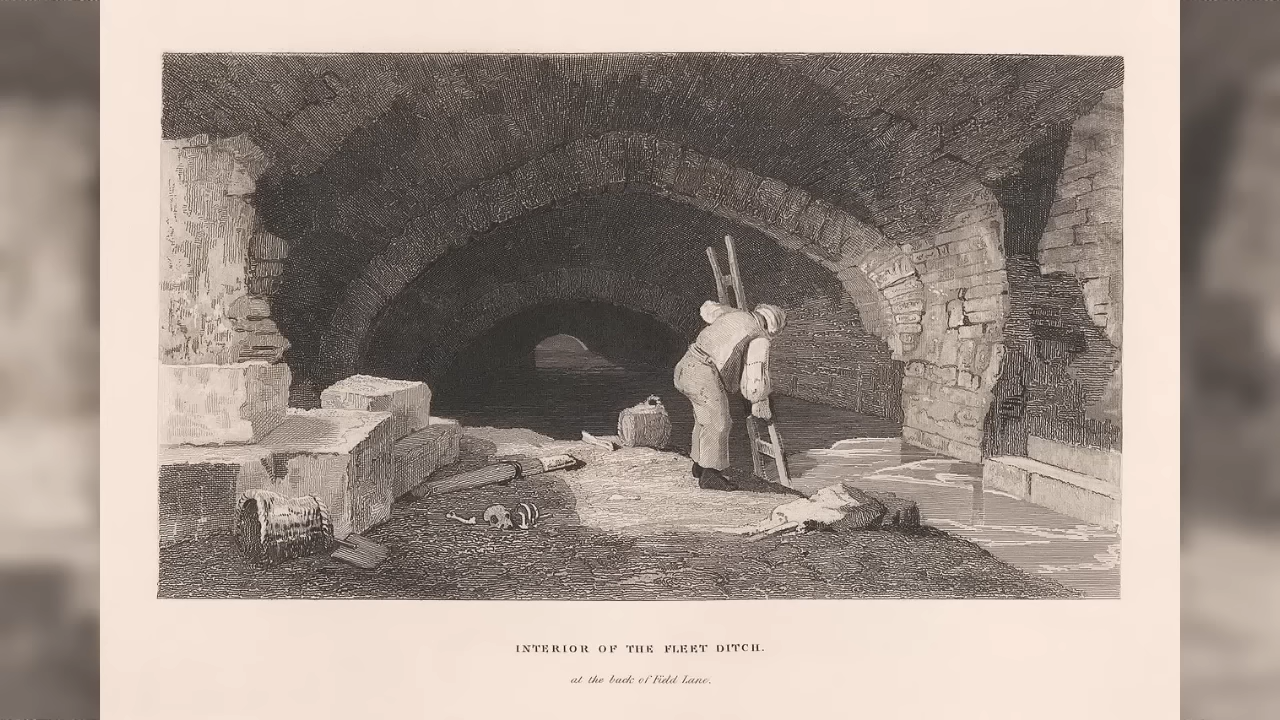 INTERIOR OF THE FLEET DITCH.
at the back of Field Lane.